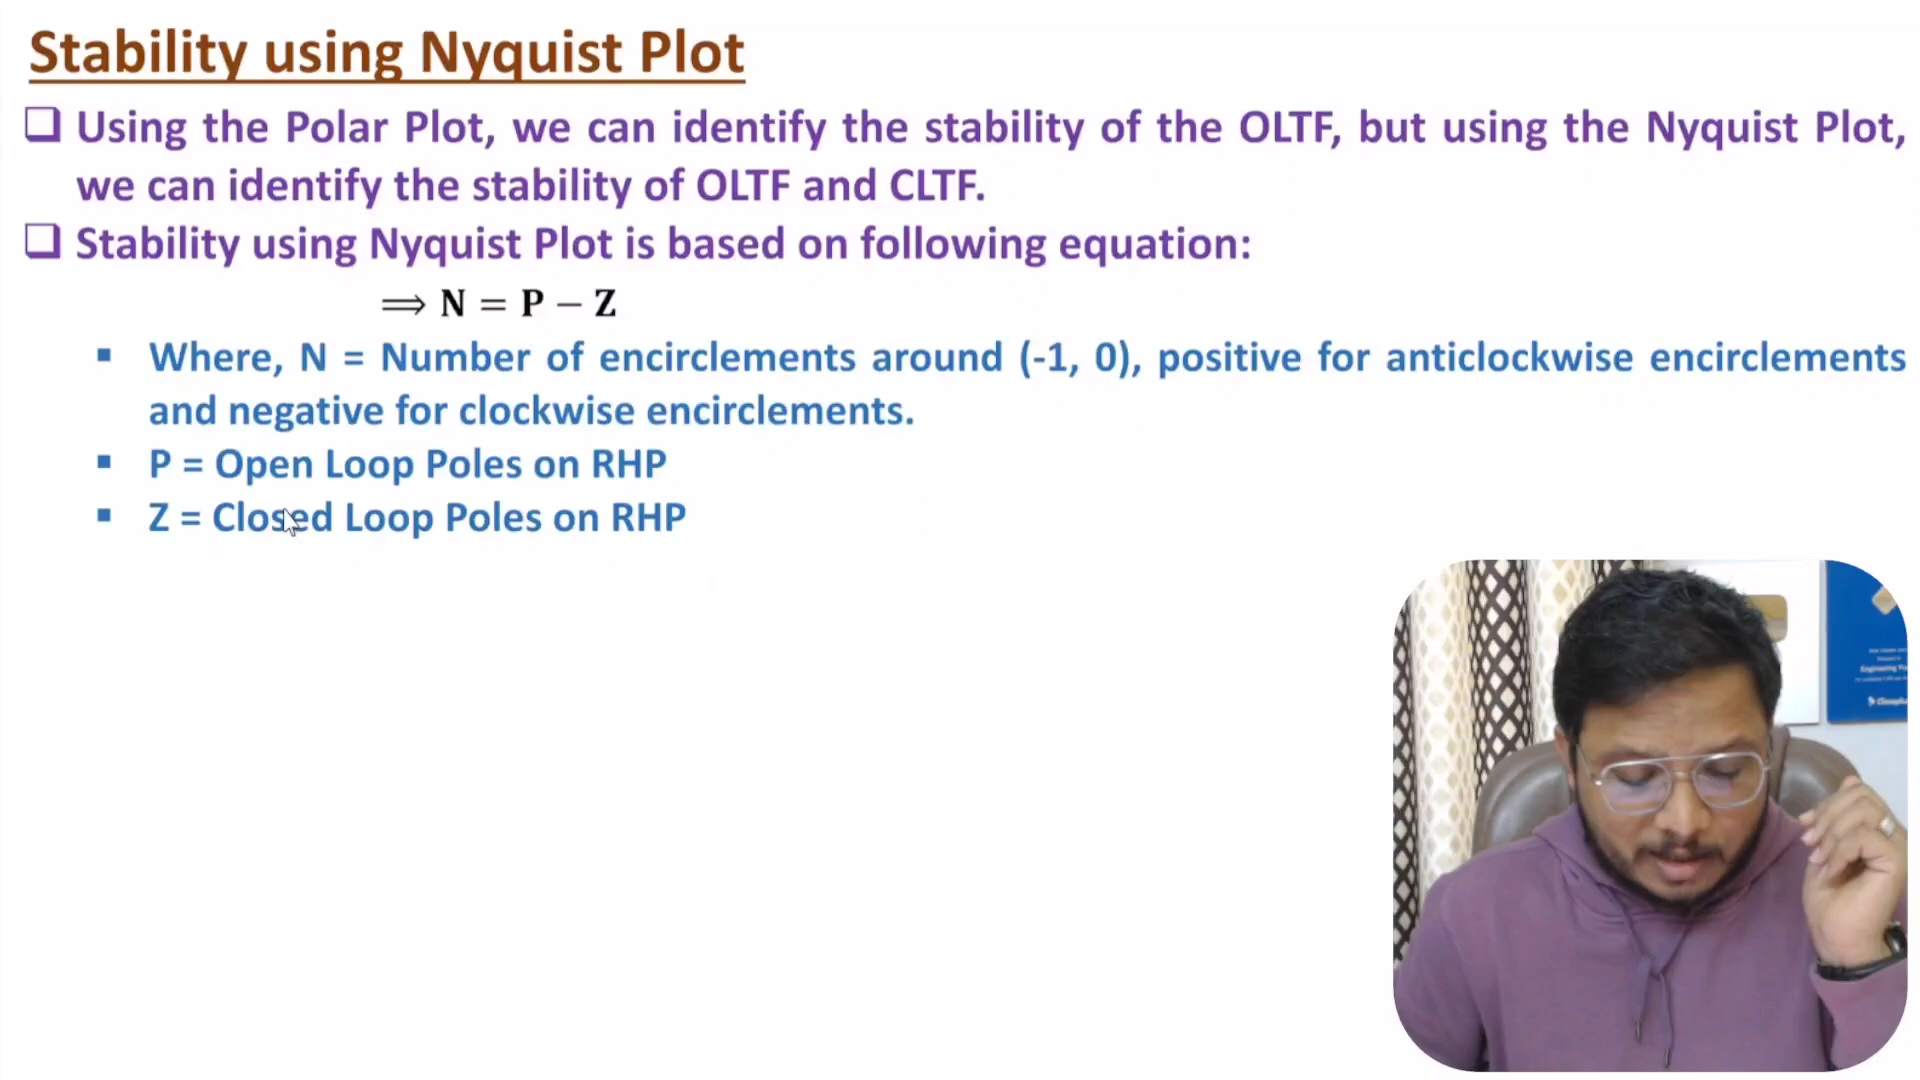 Stability using Nyquist Plot
❑ Using the Polar Plot, we can identify the stability of the OLTF, but using the Nyquist Plot,
we can identify the stability of OLTF and CLTF.
❑ Stability using Nyquist Plot is based on following equation:
⟹ N = P − Z
▪ Where, N = Number of encirclements around (-1, 0), positive for anticlockwise encirclements
and negative for clockwise encirclements.
▪ P = Open Loop Poles on RHP
▪ Z = Closed Loop Poles on RHP